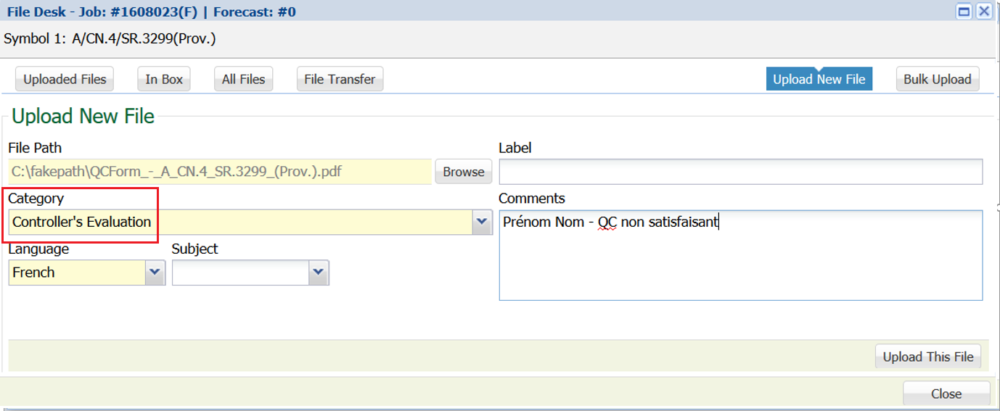 File Desk - Job: #1608023(F) | Forecast: #0
Symbol 1: A/CN.4/SR.3299(Prov.)
Uploaded Files In Box All Files File Transfer Upload New File Bulk Upload
Upload New File
File Path Label
C:\fakepath\QCForm_-_A_CN.4_SR.3299_(Prov.).pdf Browse
Category Comments
Controller's Evaluation Prénom Nom - QC non satisfaisant
Language Subject
French
Upload This File
Close